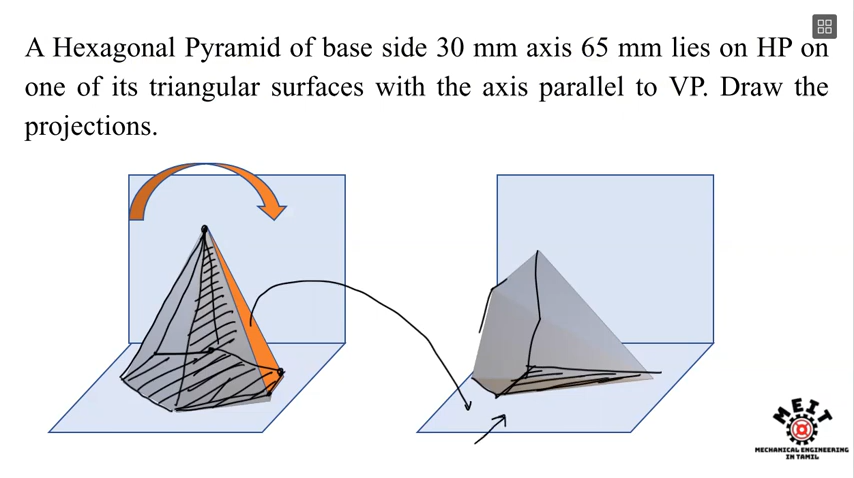 A Hexagonal Pyramid of base side 30 mm axis 65 mm lies on HP on
one of its triangular surfaces with the axis parallel to VP. Draw the
projections.
MEIT
MECHANICAL ENGINEERING
IN TAMIL